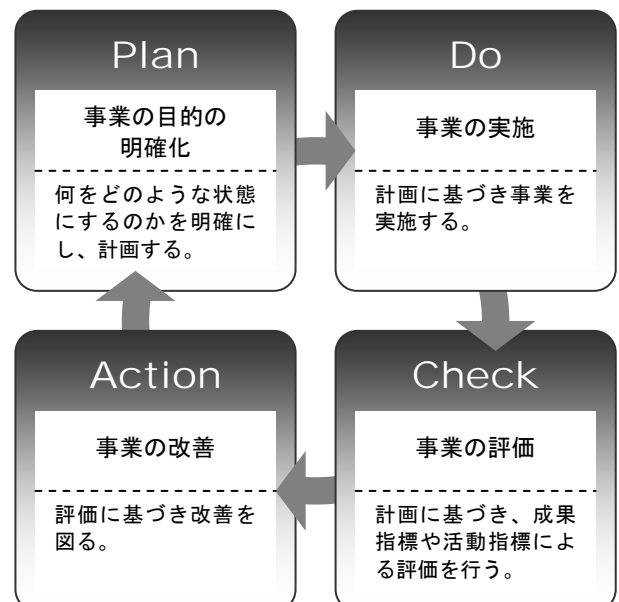 Plan
事業の目的の
明確化
何をどのような状態
にするのかを明確に
し、計画する。
Do
事業の実施
計画に基づき事業を
実施する。
Action
事業の改善
評価に基づき改善を
図る。
Check
事業の評価
計画に基づき、成果
指標や活動指標によ
る評価を行う。